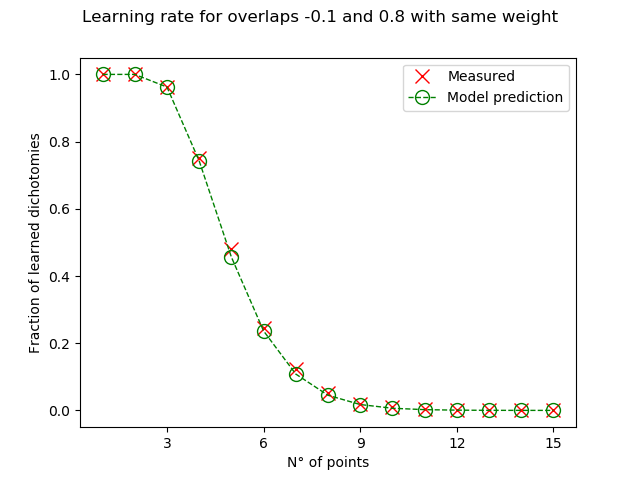 Learning rate for overlaps -0.1 and 0.8 with same weight
Measured
Model prediction
Fraction of learned dichotomies
1.0
0.8
0.6
0.4
0.2
0.0
3 6 9 12 15
N° of points